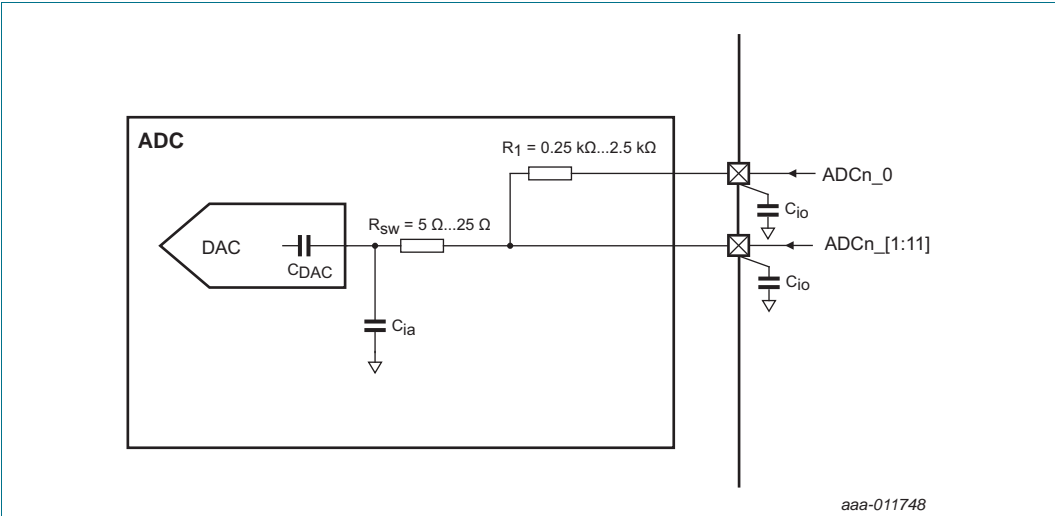 ADC
R1 = 0.25 kΩ...2.5 kΩ
ADCn_0
Cio
Rsw = 5 Ω...25 Ω
DAC
CDAC
ADCn_[1:11]
Cio
Cia
aaa-011748